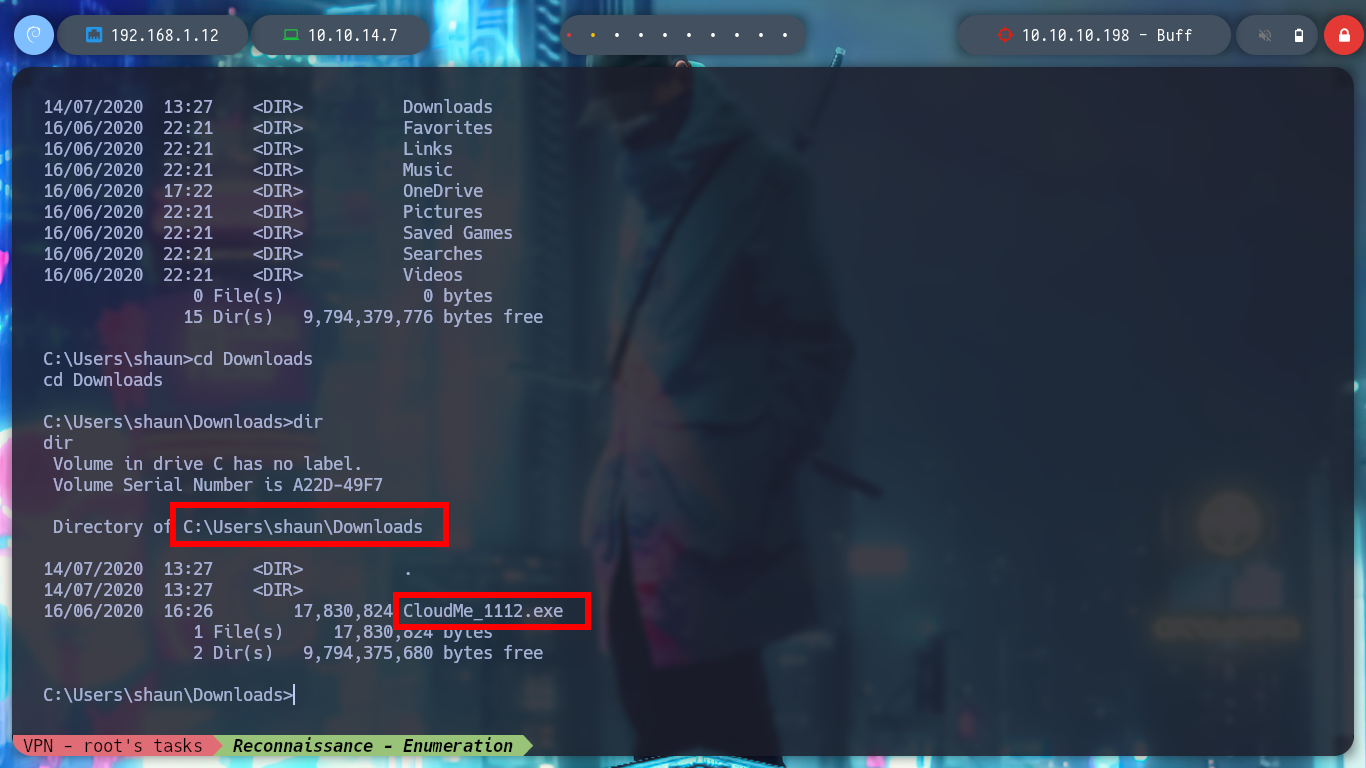 192.168.1.12 10.10.14.7 10.10.10.198 - Buff
14/07/2020  13:27    <DIR>          Downloads
16/06/2020  22:21    <DIR>          Favorites
16/06/2020  22:21    <DIR>          Links
16/06/2020  22:21    <DIR>          Music
16/06/2020  17:22    <DIR>          OneDrive
16/06/2020  22:21    <DIR>          Pictures
16/06/2020  22:21    <DIR>          Saved Games
16/06/2020  22:21    <DIR>          Searches
16/06/2020  22:21    <DIR>          Videos
               0 File(s)              0 bytes
              15 Dir(s)   9,794,379,776 bytes free
C:\Users\shaun>cd Downloads
cd Downloads
C:\Users\shaun\Downloads>dir
dir
 Volume in drive C has no label.
 Volume Serial Number is A22D-49F7
 Directory of C:\Users\shaun\Downloads
14/07/2020  13:27    <DIR>          .
14/07/2020  13:27    <DIR>
16/06/2020  16:26        17,830,824 CloudMe_1112.exe
               1 File(s)     17,830,824 bytes
               2 Dir(s)   9,794,375,680 bytes free
C:\Users\shaun\Downloads>
VPN - root's tasks Reconnaissance - Enumeration